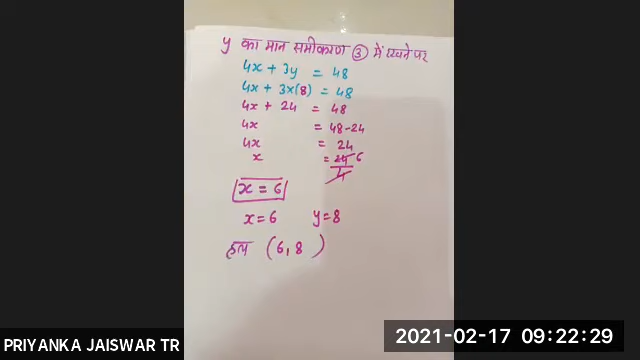 y का मान समीकरण ③ में रखने पर
4x + 3y = 48
4x + 3x(8) = 48
4x + 24 = 48
4x = 48-24
4x = 24
x = 24 6
4
x = 6
x=6 y=8
हल (6,8 )
PRIYANKA JAISWAR TR
2021-02-17 09:22:29